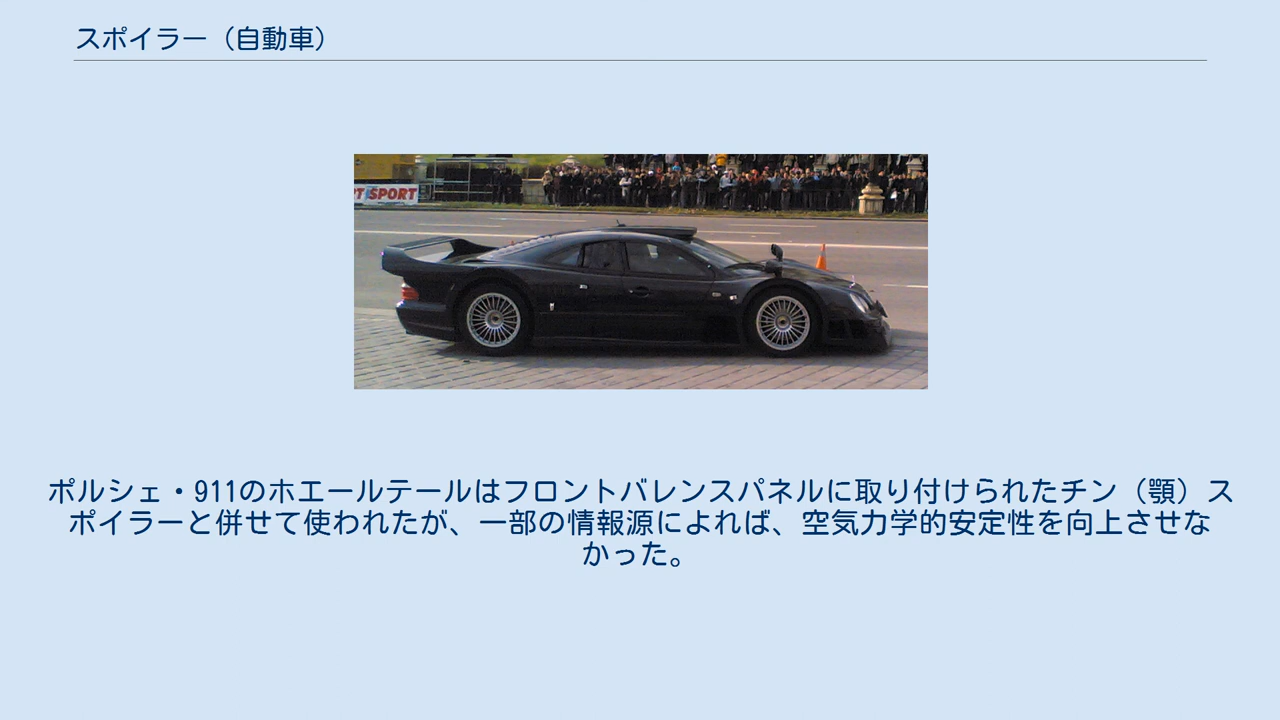 スポイラー（自動車）
T SPORT
ポルシェ・911のホエールテールはフロントバレンスパネルに取り付けられたチン（顎）ス
ポイラーと併せて使われたが、一部の情報源によれば、空気力学的安定性を向上させな
かった。